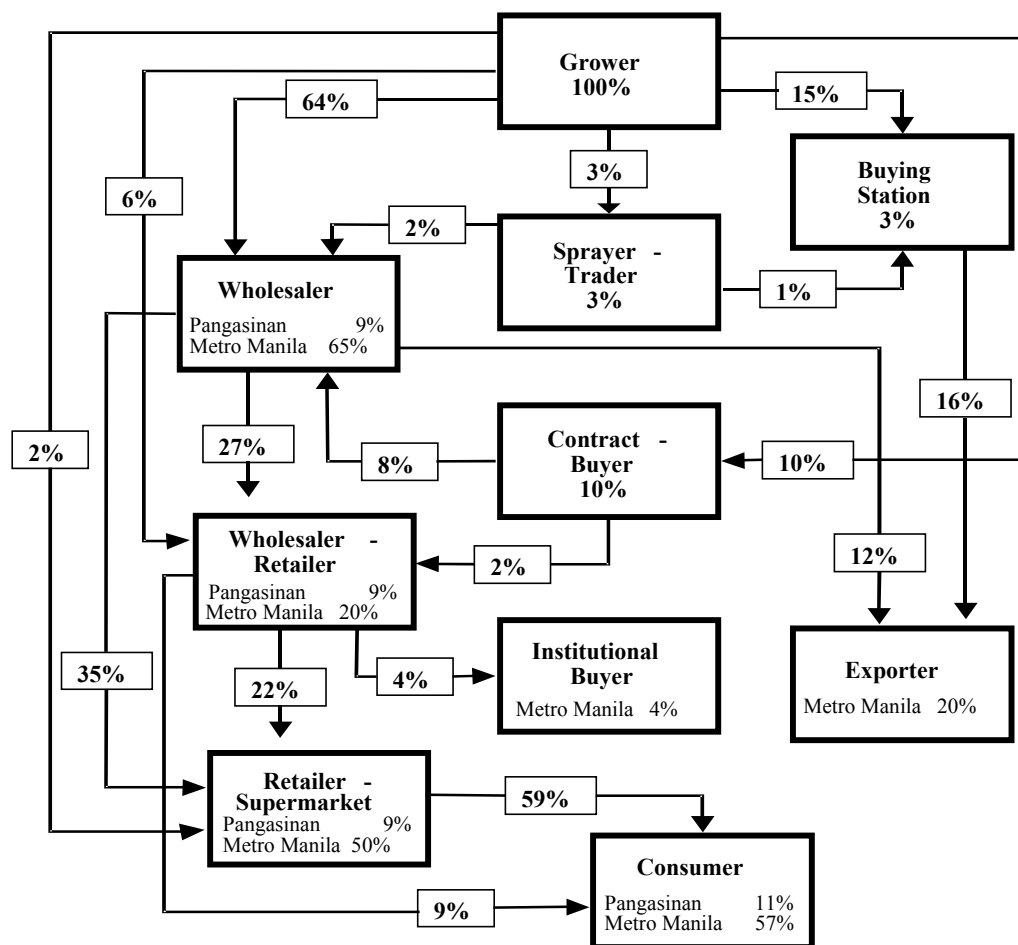 Grower
100%
64%
15%
3%
6%
Buying
Station
3%
2%
Sprayer - 
Trader
3%
1%
Wholesaler
Pangasinan 9%
Metro Manila 65%
16%
2%
27%
8%
Contract -
Buyer
10%
10%
Wholesaler -
Retailer
Pangasinan 9%
Metro Manila 20%
2%
12%
35%
22%
4%
Institutional
Buyer
Metro Manila 4%
Exporter
Metro Manila 20%
Retailer -
Supermarket
Pangasinan 9%
Metro Manila 50%
59%
Consumer
Pangasinan 11%
Metro Manila 57%
9%